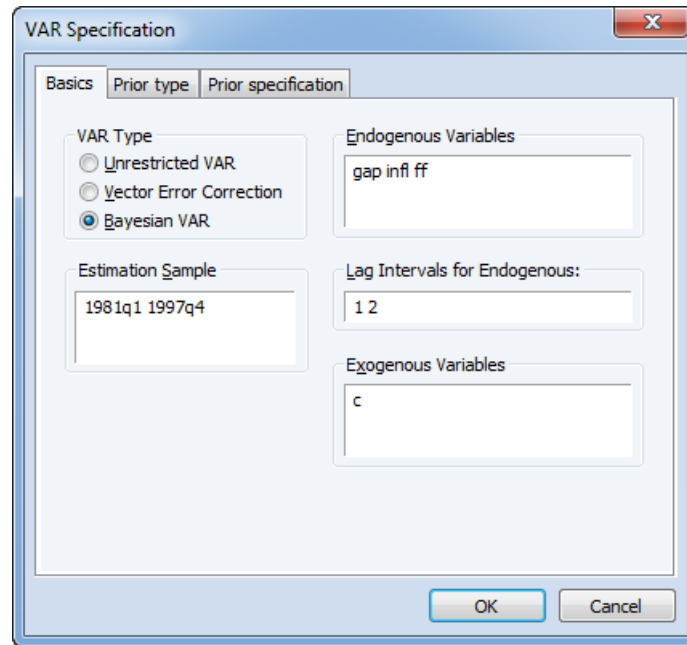 VAR Specification
Basics
Prior type
Prior specification
VAR Type
Unrestricted VAR
Vector Error Correction
Bayesian VAR
Estimation Sample
1981q1 1997q4
Endogenous Variables
gap infl ff
Lag Intervals for Endogenous:
1 2
Exogenous Variables
c
OK
Cancel